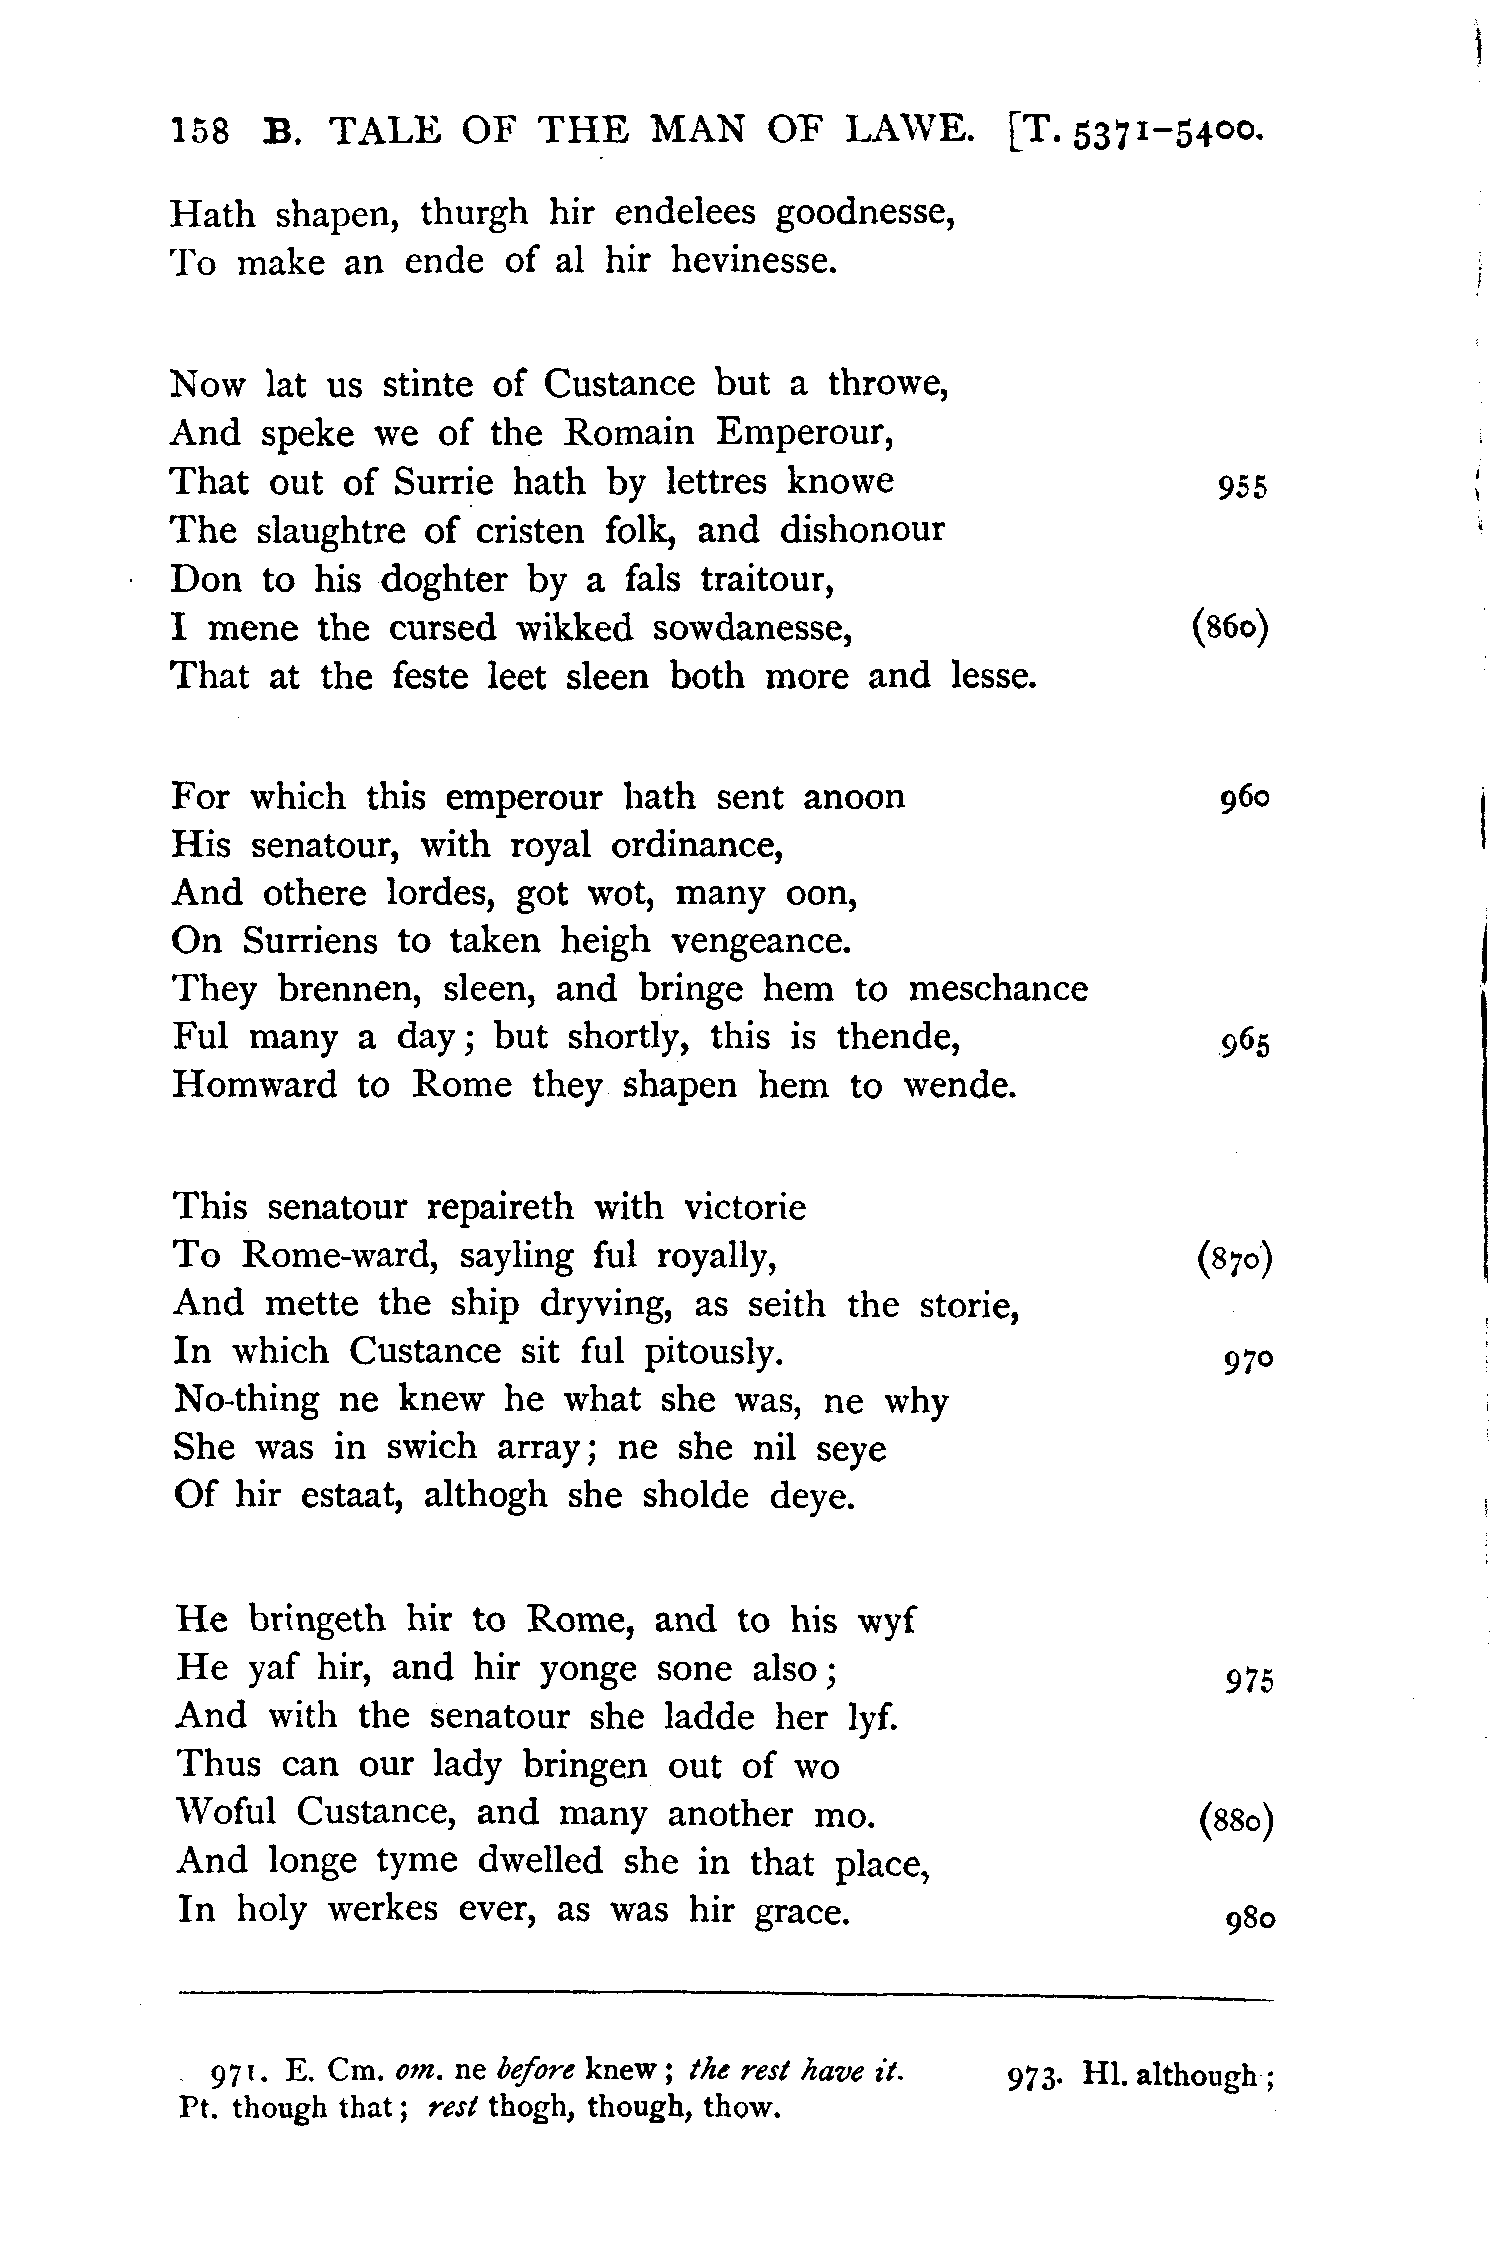 158 B. TALE OF THE MAN OF LAWE. [T. 5371-5400.
Hath shapen, thurgh hir endelees goodnesse,
To make an ende of al hir hevinesse.
Now lat us stinte of Custance but a throwe,
And speke we of the Romain Emperour,
That out of Surrie hath by lettres knowe 955
The slaughtre of cristen folk, and dishonour
Don to his doghter by a fals traitour,
I mene the cursed wikked sowdanesse, (860)
That at the feste leet sleen both more and lesse.
For which this emperour hath sent anoon 960
His senatour, with royal ordinance,
And othere lordes, got wot, many oon,
On Surriens to taken heigh vengeance.
They brennen, sleen, and bringe hem to meschance
Ful many a day; but shortly, this is thende, 965
Homward to Rome they shapen hem to wende.
This senatour repaireth with victorie
To Rome-ward, sayling ful royally, (870)
And mette the ship dryving, as seith the storie,
In which Custance sit ful pitously. 970
No-thing ne knew he what she was, ne why
She was in swich array; ne she nil seye
Of hir estaat, althogh she sholde deye.
He bringeth hir to Rome, and to his wyf
He yaf hir, and hir yonge sone also; 975
And with the senatour she ladde her lyf.
Thus can our lady bringen out of wo
Woful Custance, and many another mo. (880)
And longe tyme dwelled she in that place,
In holy werkes ever, as was hir grace. 980
971. E. Cm. om. ne before knew; the rest have it. 973. Hl. although;
Pt. though that; rest thogh, though, thow.